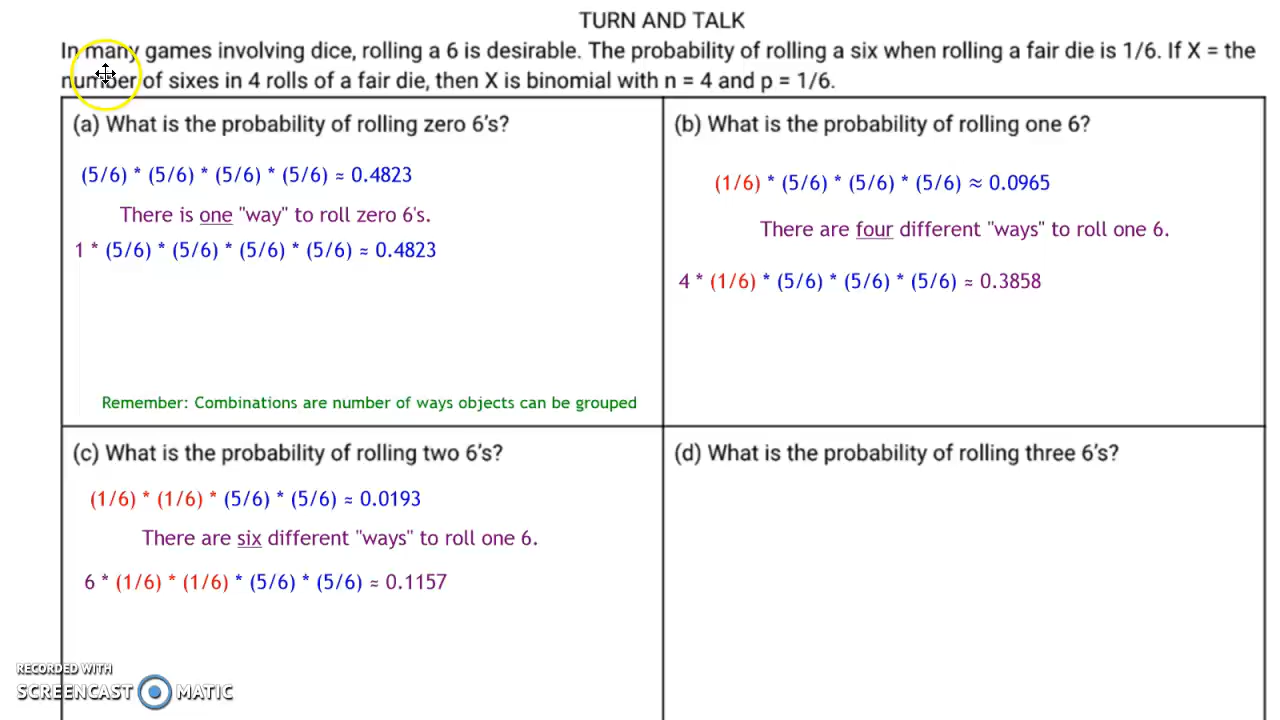 TURN AND TALK
In many games involving dice, rolling a 6 is desirable. The probability of rolling a six when rolling a fair die is 1/6. If X = the
number of sixes in 4 rolls of a fair die, then X is binomial with n = 4 and p = 1/6.
(a) What is the probability of rolling zero 6's?
(5/6) * (5/6) * (5/6) * (5/6) ≈ 0.4823
There is one "way" to roll zero 6's.
1 * (5/6) * (5/6) * (5/6) * (5/6) ≈ 0.4823
Remember: Combinations are number of ways objects can be grouped
(b) What is the probability of rolling one 6?
(1/6) * (5/6) * (5/6) * (5/6) ≈ 0.0965
There are four different "ways" to roll one 6.
4 * (1/6) * (5/6) * (5/6) * (5/6) ≈ 0.3858
(c) What is the probability of rolling two 6's?
(1/6) * (1/6) * (5/6) * (5/6) ≈ 0.0193
There are six different "ways" to roll one 6.
6 * (1/6) * (1/6) * (5/6) * (5/6) ≈ 0.1157
(d) What is the probability of rolling three 6's?
RECORDED WITH
SCREENCAST MATIC